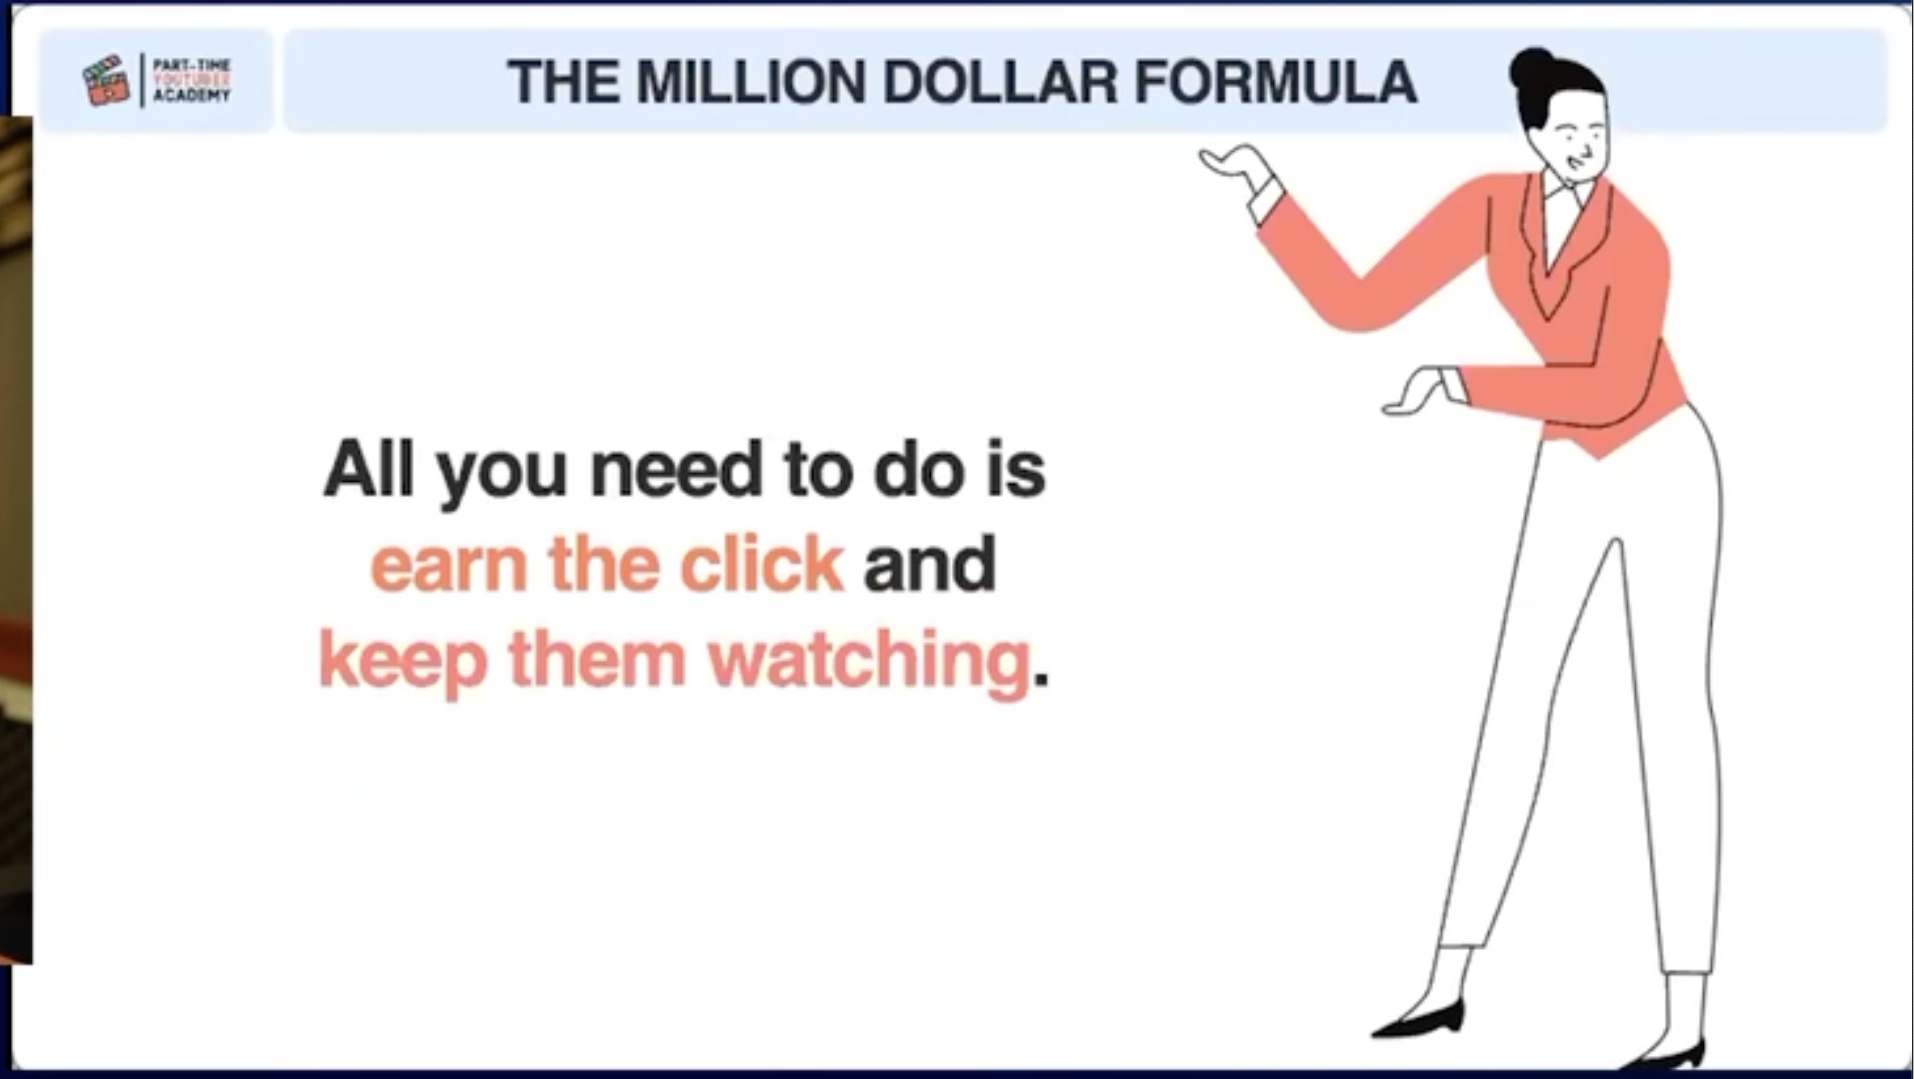 PART-TIME
YOUTUBER
ACADEMY
THE MILLION DOLLAR FORMULA
All you need to do is
earn the click and
keep them watching.